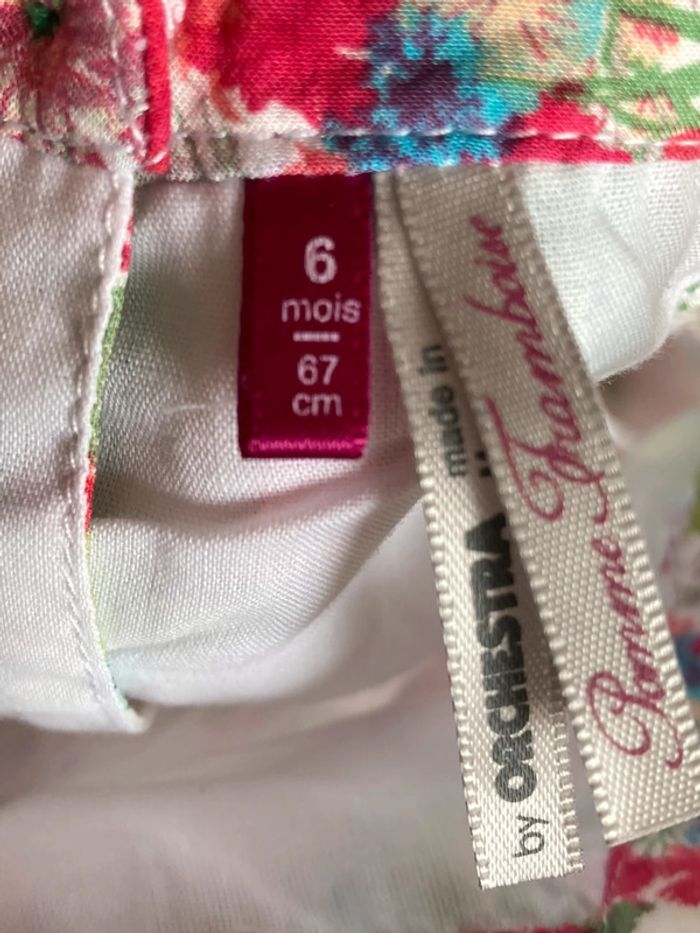 6
mois
67
cm
made in
by ORCHESTRA
Pomme Framboise